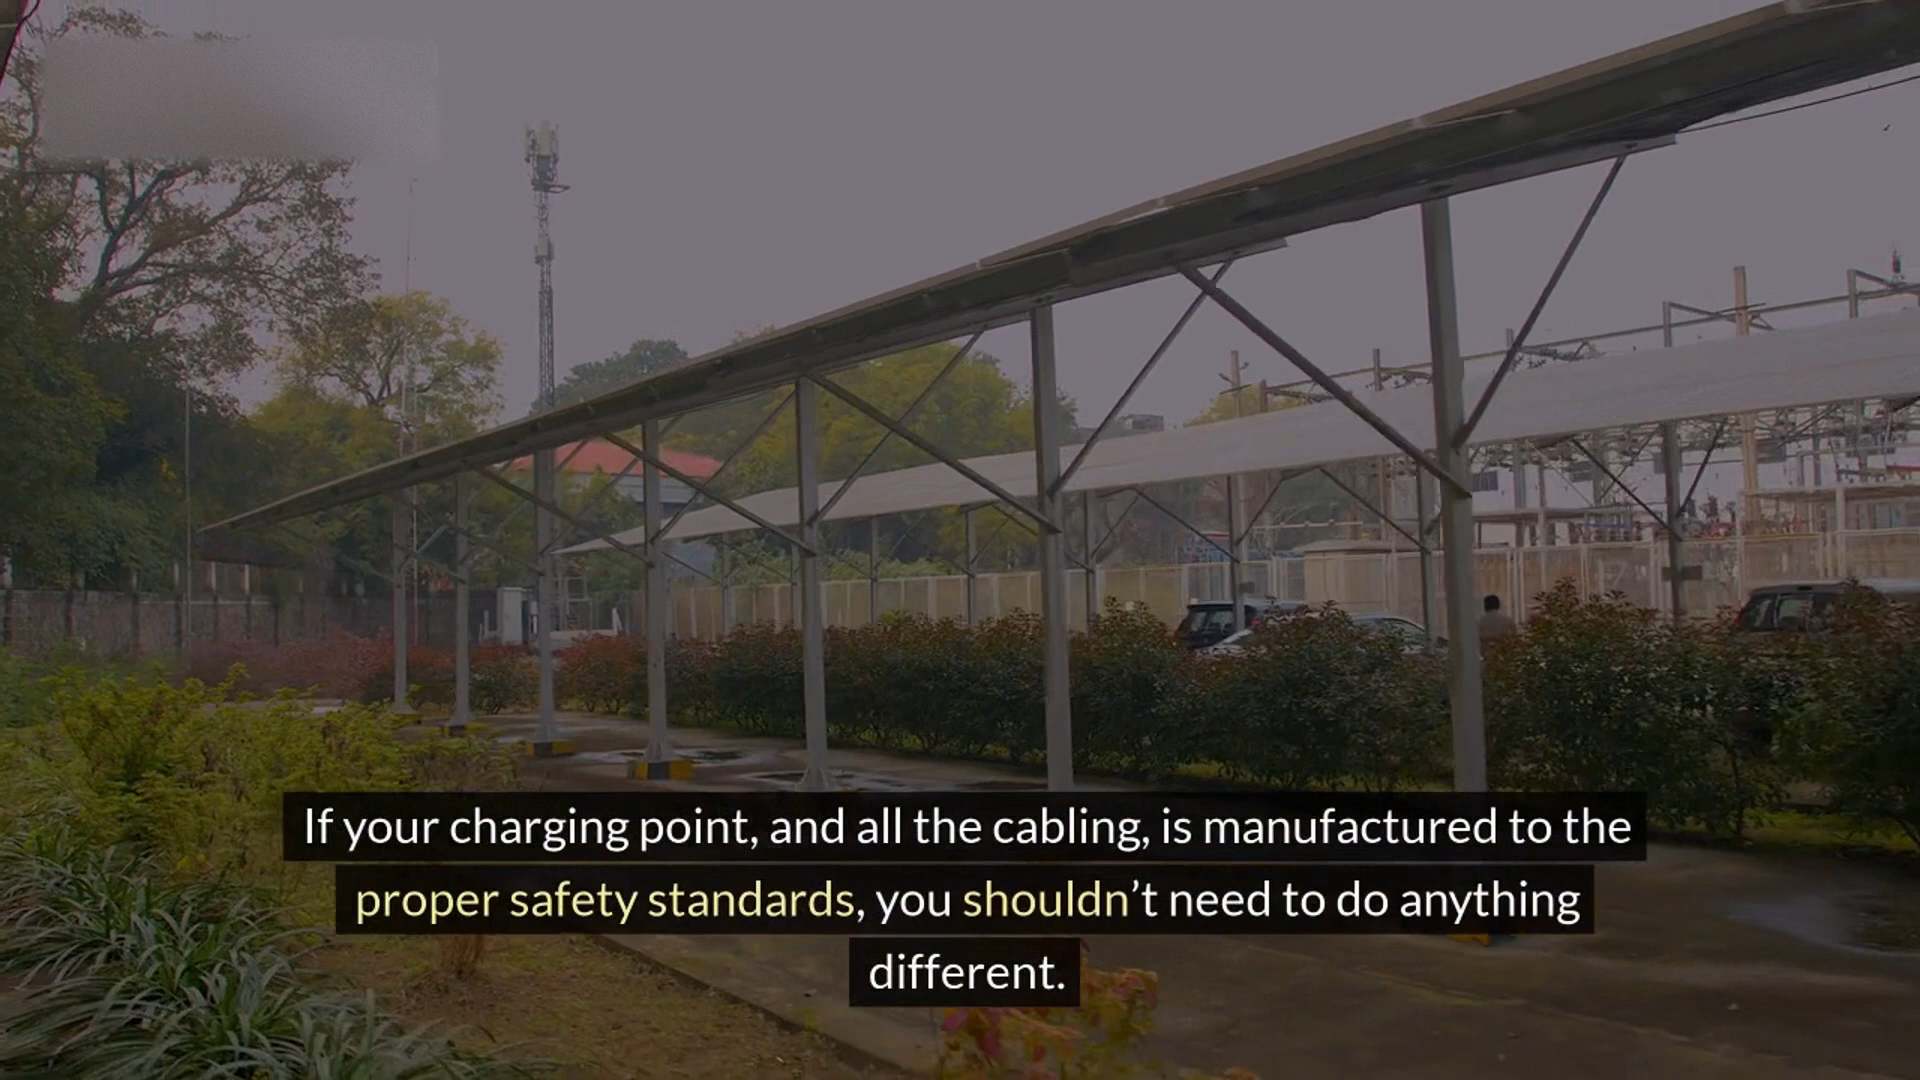 If your charging point, and all the cabling, is manufactured to the
proper safety standards, you shouldn’t need to do anything
different.